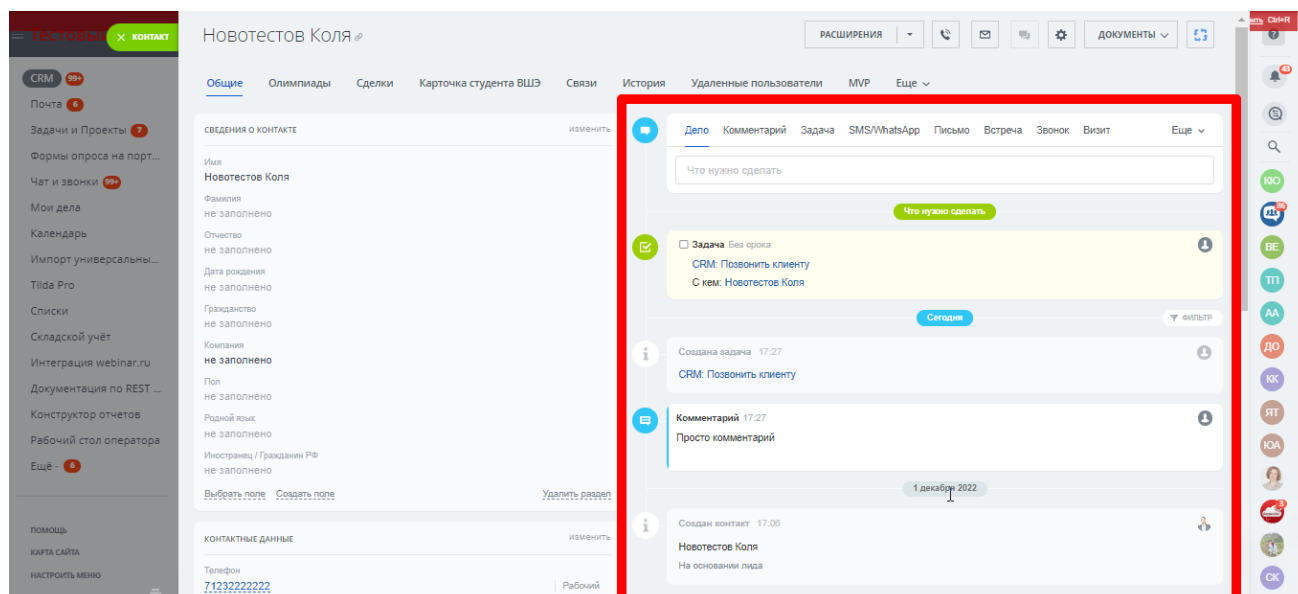 КОНТАКТ
Новотестов Коля
РАСШИРЕНИЯ
ДОКУМЕНТЫ
Ctrl+R
Общие Олимпиады Сделки Карточка студента ВШЭ Связи История Удаленные пользователи MVP Еще
CRM 99+
Почта 6
Задачи и Проекты 7
Формы опроса на порт...
Чат и звонки 99+
Мои дела
Календарь
Импорт универсальны...
Tilda Pro
Списки
Складской учёт
Интеграция webinar.ru
Документация по REST ...
Конструктор отчетов
Рабочий стол оператора
Ещё - 6
ПОМОЩЬ
КАРТА САЙТА
НАСТРОИТЬ МЕНЮ
СВЕДЕНИЯ О КОНТАКТЕ изменить
Имя
Новотестов Коля
Фамилия
не заполнено
Отчество
не заполнено
Дата рождения
не заполнено
Гражданство
не заполнено
Компания
не заполнено
Пол
не заполнено
Родной язык
не заполнено
Иностранец / Гражданин РФ
не заполнено
Выбрать поле Создать поле Удалить раздел
КОНТАКТНЫЕ ДАННЫЕ изменить
Телефон
71232222222 Рабочий
Дело Комментарий Задача SMS/WhatsApp Письмо Встреча Звонок Визит Еще
Что нужно сделать
Что нужно сделать
Задача Без срока
CRM: Позвонить клиенту
С кем: Новотестов Коля
Сегодня
ФИЛЬТР
Создана задача 17:27
CRM: Позвонить клиенту
Комментарий 17:27
Просто комментарий
1 декабря 2022
Создан контакт 17:06
Новотестов Коля
На основании лида
43
КЮ
ВЕ
ТП
АА
ДО
КК
ЯТ
ЮА
3
СК